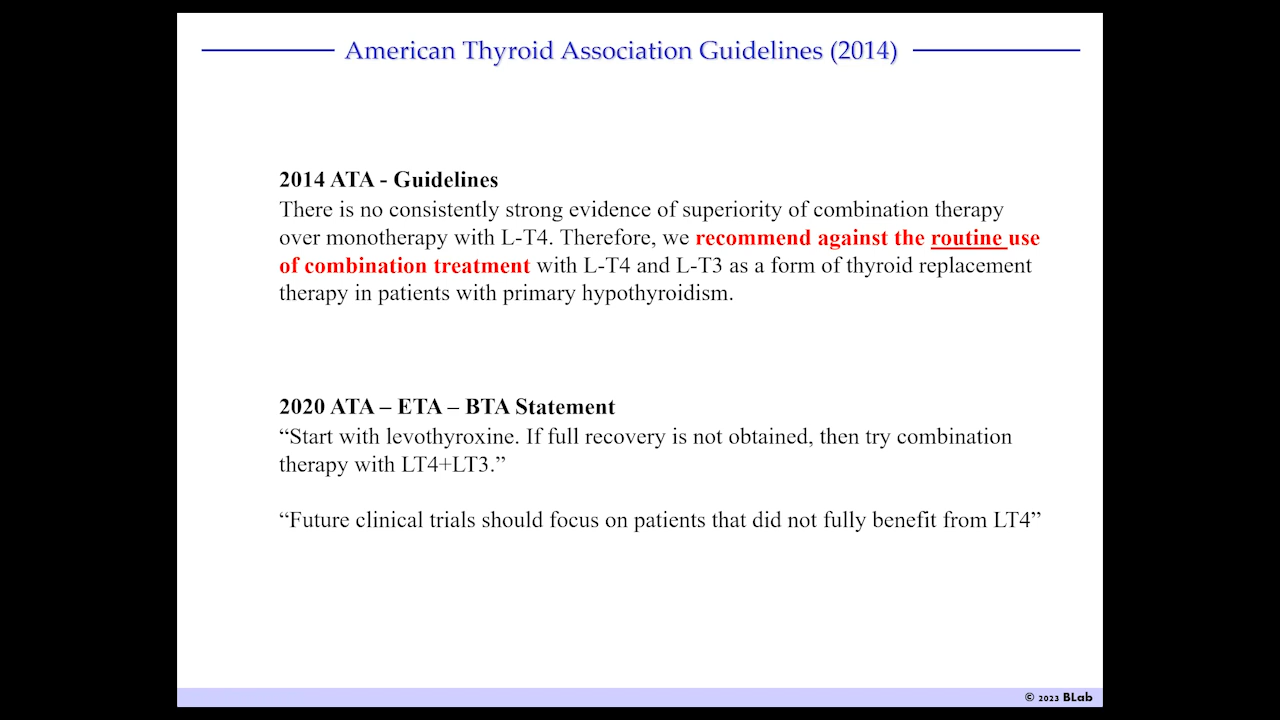 American Thyroid Association Guidelines (2014)
2014 ATA - Guidelines
There is no consistently strong evidence of superiority of combination therapy
over monotherapy with L-T4. Therefore, we recommend against the routine use
of combination treatment with L-T4 and L-T3 as a form of thyroid replacement
therapy in patients with primary hypothyroidism.
2020 ATA – ETA – BTA Statement
“Start with levothyroxine. If full recovery is not obtained, then try combination
therapy with LT4+LT3.”
“Future clinical trials should focus on patients that did not fully benefit from LT4”
© 2023 BLab